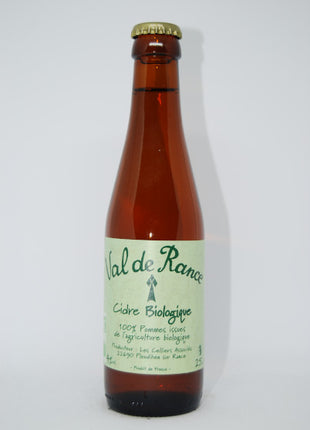 Val de Rance
Cidre Biologique
100% Pommes issues
de l'agriculture biologique
Producteur - Les Celliers Associés
22690 Pleudihen sur Rance
- Produit de France -